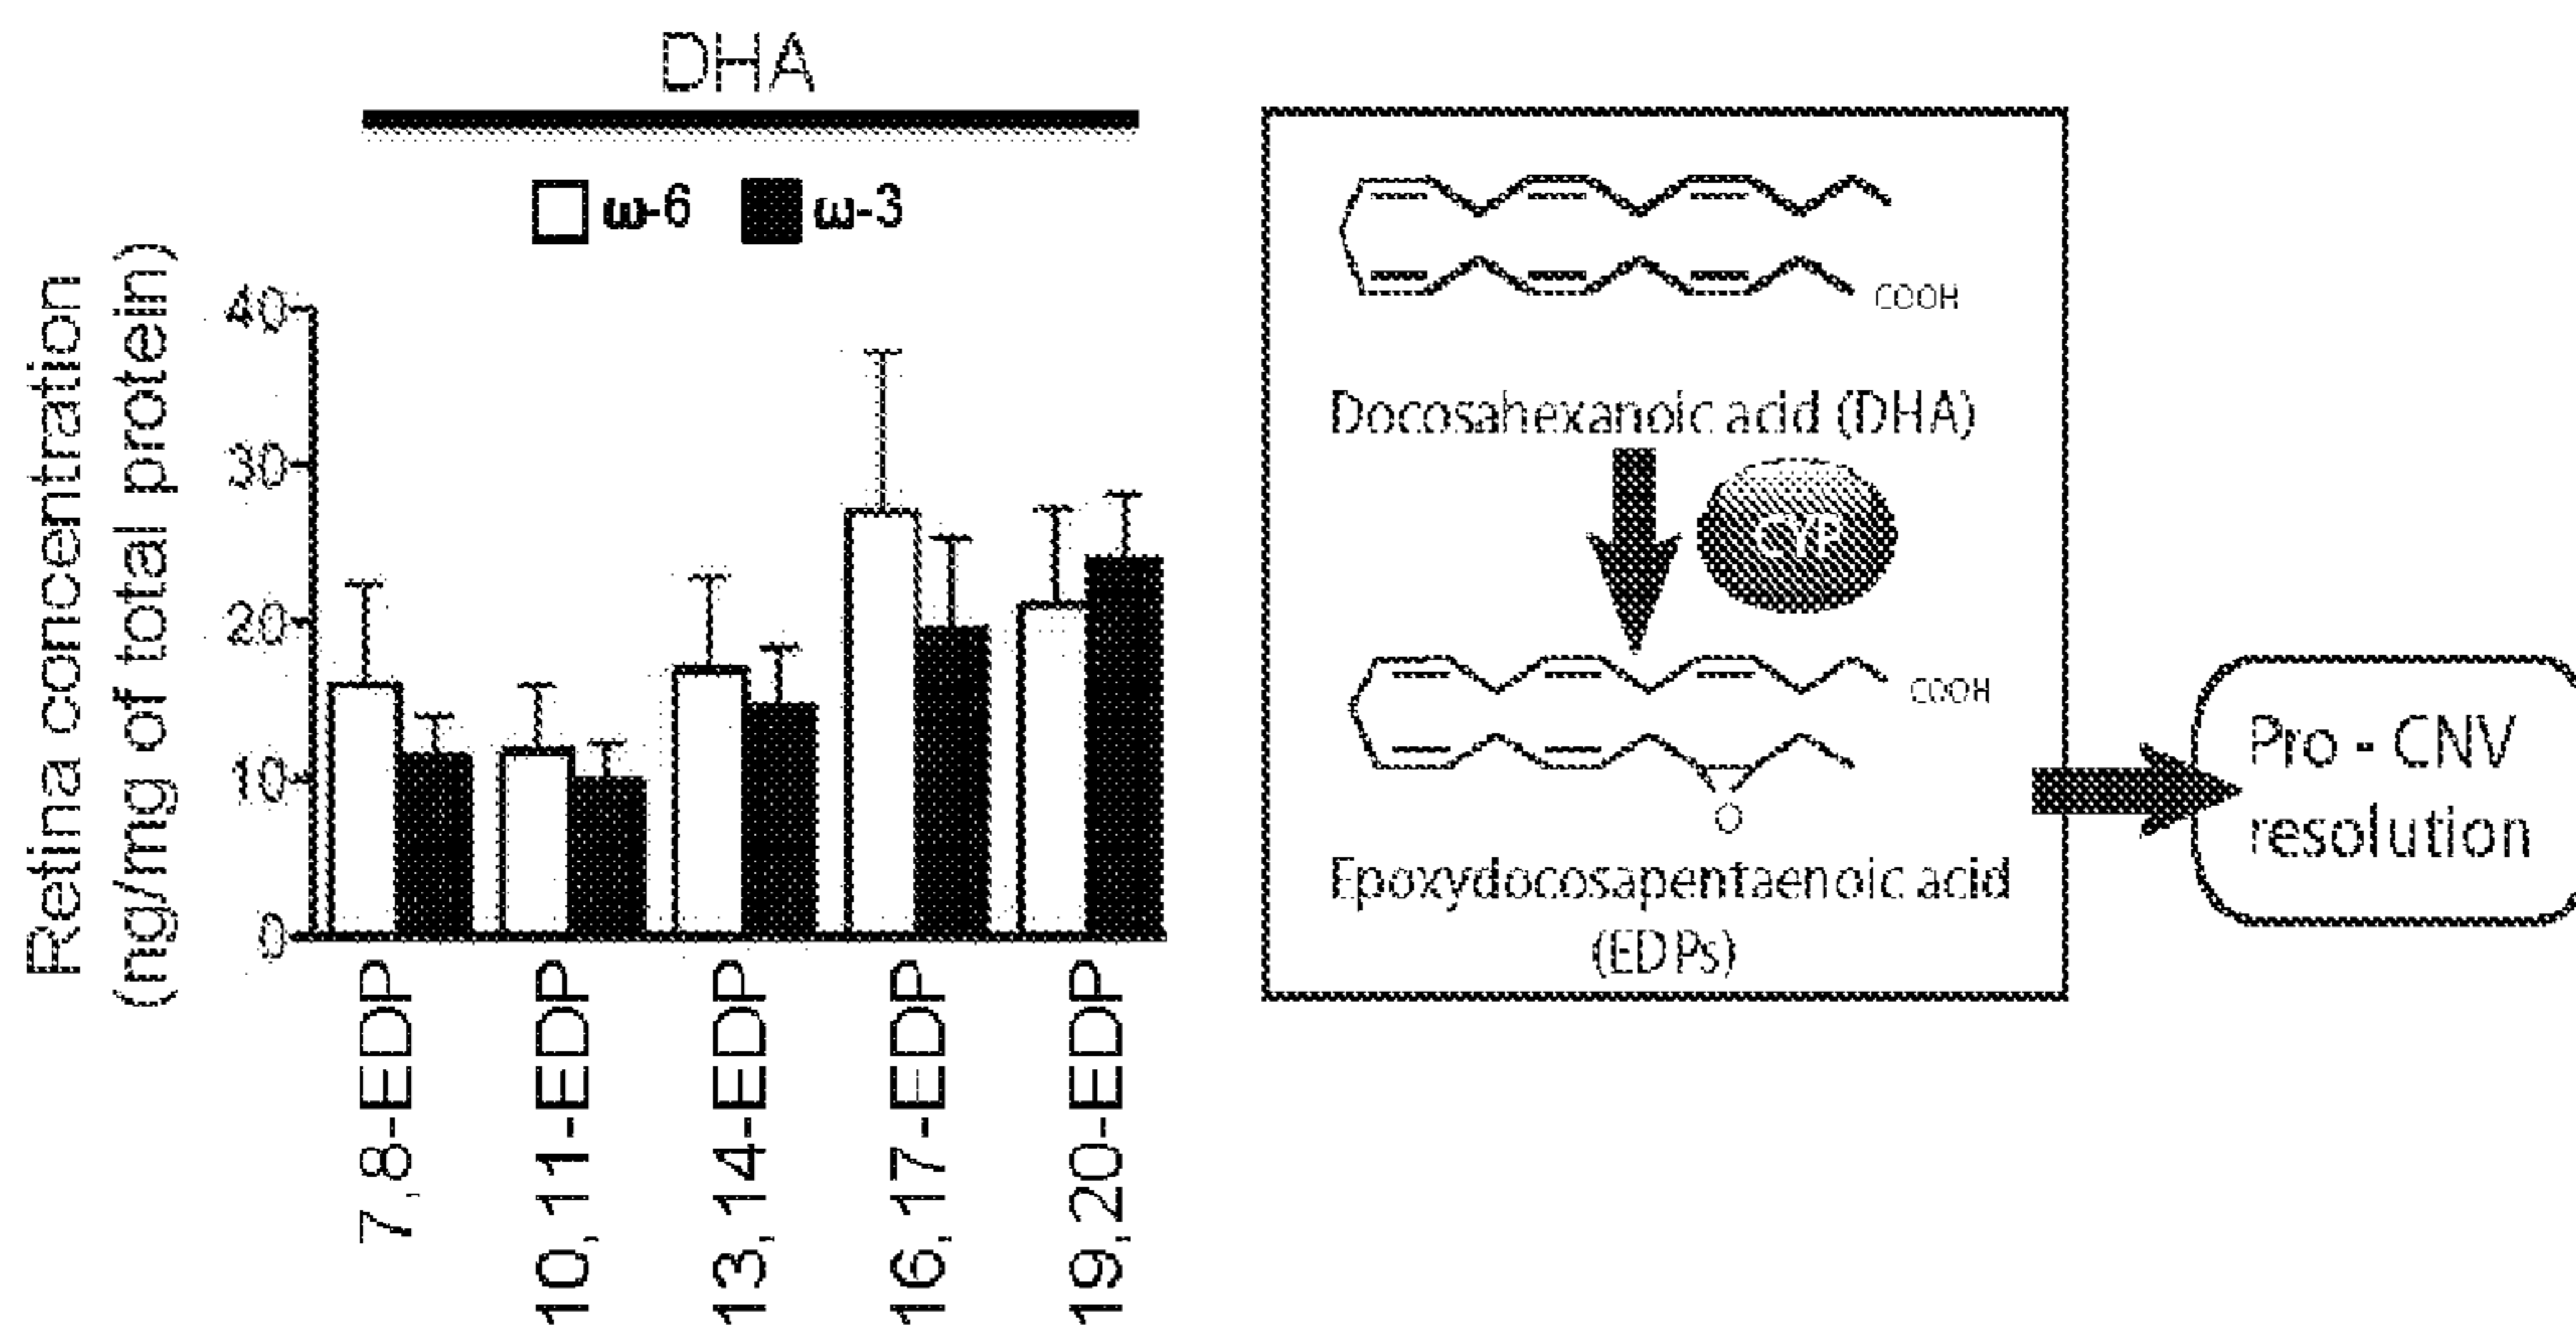 DHA
ω-6
ω-3
Retina concentration
(ng/mg of total protein)
40
30
20
10
0
7,8-EDP
10,11-EDP
13,14-EDP
16,17-EDP
19,20-EDP
COOH
Docosahexanoic acid (DHA)
CYP
COOH
O
Epoxydocosapentaenoic acid
(EDPs)
Pro - CNV
resolution